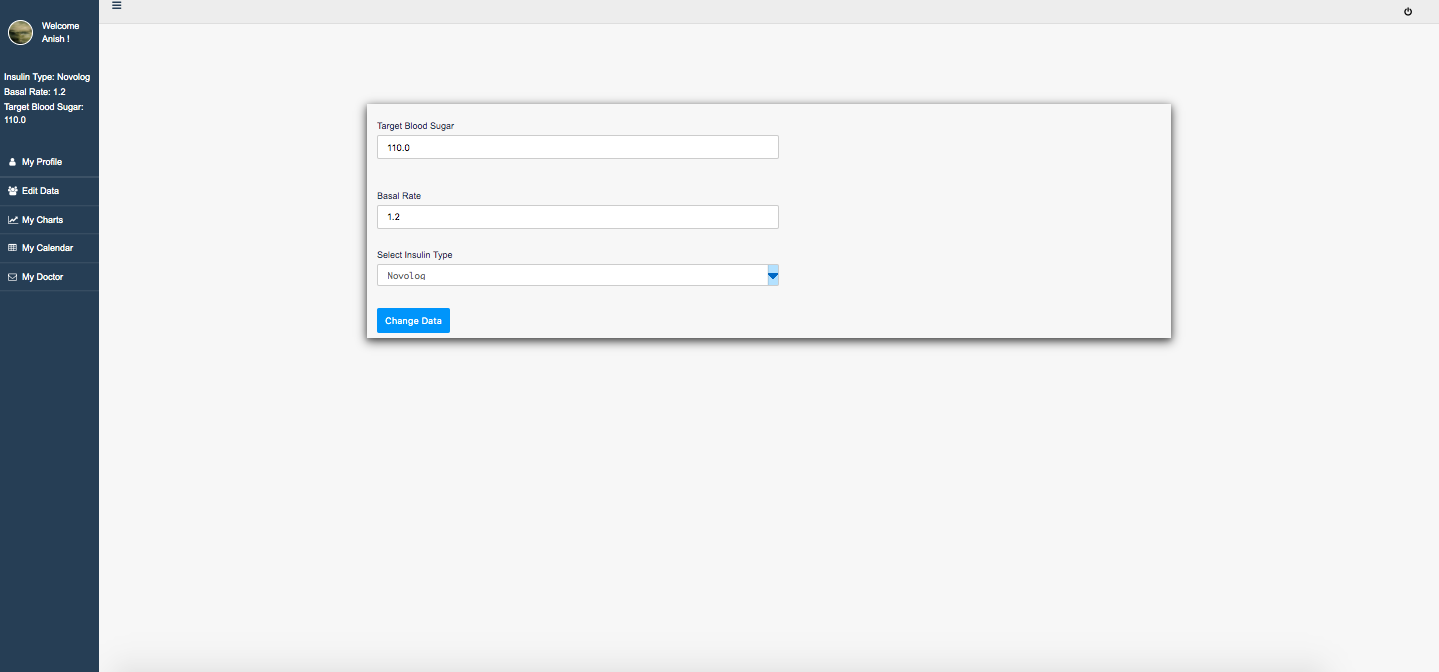 Welcome
Anish !
Insulin Type: Novolog
Basal Rate: 1.2
Target Blood Sugar:
110.0
My Profile
Edit Data
My Charts
My Calendar
My Doctor
Target Blood Sugar
110.0
Basal Rate
1.2
Select Insulin Type
Novolog
Change Data